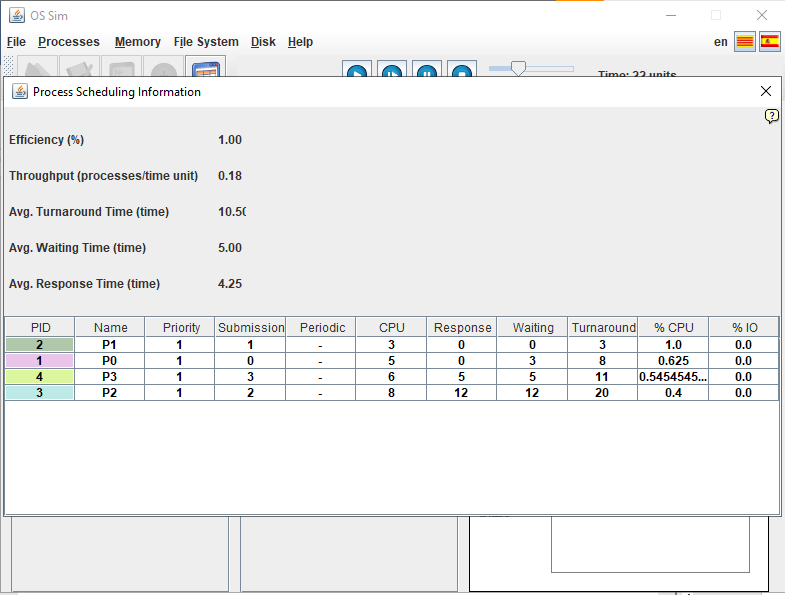 OS Sim
File Processes Memory File System Disk Help en
Time: 22 units
Process Scheduling Information
?
Efficiency (%) 1.00
Throughput (processes/time unit) 0.18
Avg. Turnaround Time (time) 10.50
Avg. Waiting Time (time) 5.00
Avg. Response Time (time) 4.25
PID Name Priority Submission Periodic CPU Response Waiting Turnaround % CPU % IO
2 P1 1 1 - 3 0 0 3 1.0 0.0
1 P0 1 0 - 5 0 3 8 0.625 0.0
4 P3 1 3 - 6 5 5 11 0.5454545... 0.0
3 P2 1 2 - 8 12 12 20 0.4 0.0